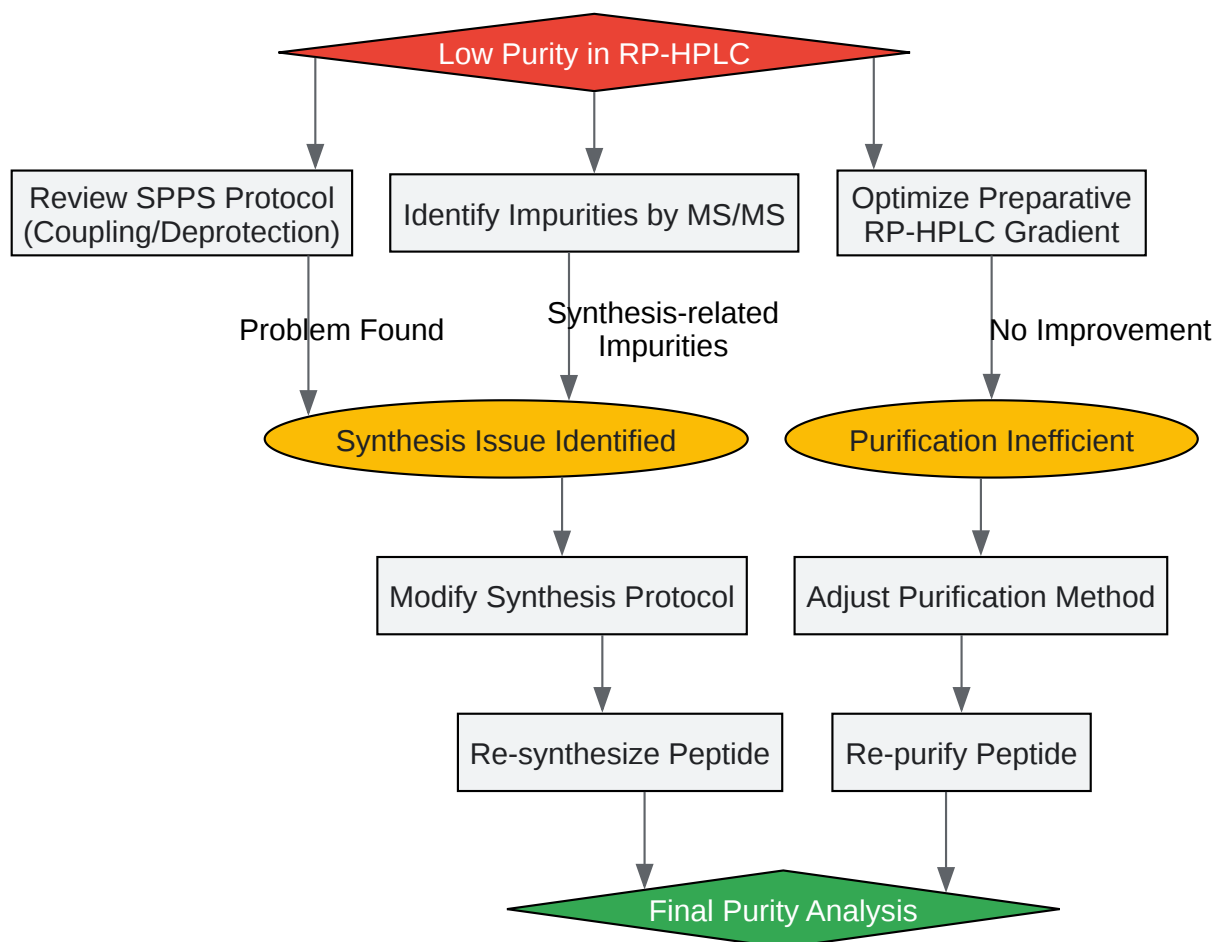 Low Purity in RP-HPLC
Review SPPS Protocol
(Coupling/Deprotection)
Identify Impurities by MS/MS
Optimize Preparative
RP-HPLC Gradient
Problem Found
Synthesis-related
Impurities
No Improvement
Synthesis Issue Identified
Purification Inefficient
Modify Synthesis Protocol
Adjust Purification Method
Re-synthesize Peptide
Re-purify Peptide
Final Purity Analysis